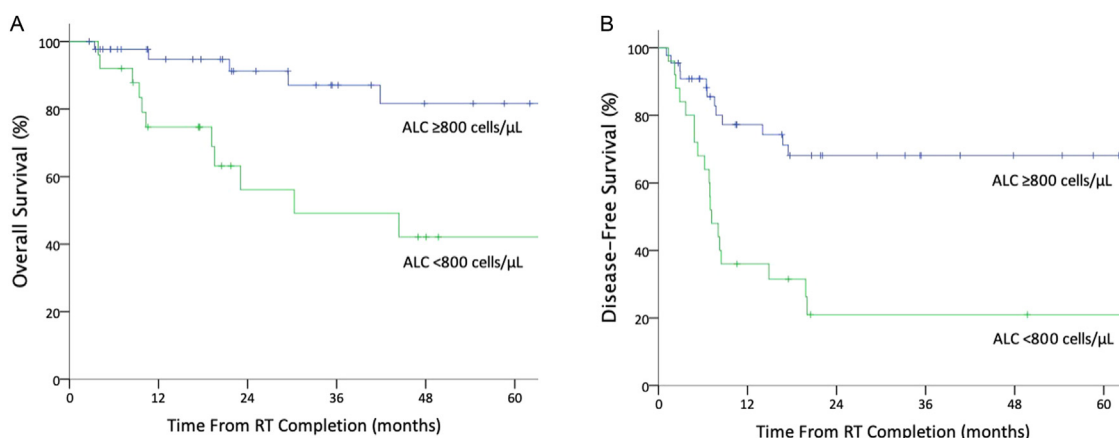 A
100
80
60
40
20
0
Overall Survival (%)
ALC ≥800 cells/µL
ALC <800 cells/µL
0 12 24 36 48 60
Time From RT Completion (months)
B
100
80
60
40
20
0
Disease-Free Survival (%)
ALC ≥800 cells/µL
ALC <800 cells/µL
0 12 24 36 48 60
Time From RT Completion (months)